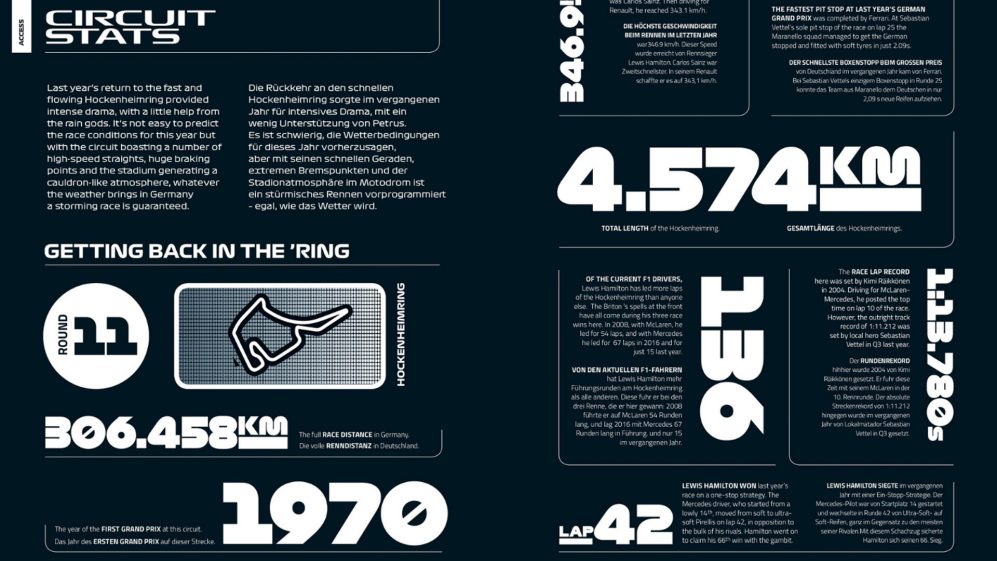 ACCESS
CIRCUIT
STATS
Last year's return to the fast and
flowing Hockenheimring provided
intense drama, with a little help from
the rain gods. It's not easy to predict
the race conditions for this year but
with the circuit boasting a number of
high-speed straights, huge braking
points and the stadium generating a
cauldron-like atmosphere, whatever
the weather brings in Germany
a storming race is guaranteed.
Die Rückkehr an den schnellen
Hockenheimring sorgte im vergangenen
Jahr für intensives Drama, mit ein
wenig Unterstützung von Petrus.
Es ist schwierig, die Wetterbedingungen
für dieses Jahr vorherzusagen,
aber mit seinen schnellen Geraden,
extremen Bremspunkten und der
Stadionatmosphäre im Motodrom ist
ein stürmisches Rennen vorprogrammiert
- egal, wie das Wetter wird.
GETTING BACK IN THE 'RING
ROUND 11
HOCKENHEIMRING
306.458KM
The full RACE DISTANCE in Germany.
Die volle RENNDISTANZ in Deutschland.
1970
The year of the FIRST GRAND PRIX at this circuit.
Das Jahr des ERSTEN GRAND PRIX auf dieser Strecke.
was Carlos Sainz. Then driving for
Renault, he reached 343.1 km/h.
DIE HÖCHSTE GESCHWINDIGKEIT
BEIM RENNEN IM LETZTEN JAHR
war 346.9 km/h. Dieser Speed
wurde erreicht von Rennsieger
Lewis Hamilton. Carlos Sainz war
Zweitschnellster. In seinem Renault
schaffte er es auf 343,1 km/h.
346.9
THE FASTEST PIT STOP AT LAST YEAR'S GERMAN
GRAND PRIX was completed by Ferrari. At Sebastian
Vettel's sole pit stop of the race on lap 25 the
Maranello squad managed to get the German
stopped and fitted with soft tyres in just 2.09s.
DER SCHNELLSTE BOXENSTOPP BEIM GROSSEN PREIS
von Deutschland im vergangenen Jahr kam von Ferrari.
Bei Sebastian Vettels einzigem Boxenstopp in Runde 25
konnte das Team aus Maranello dem Deutschen in nur
2,09 s neue Reifen aufziehen.
4.574KM
TOTAL LENGTH of the Hockenheimring.
GESAMTLÄNGE des Hockenheimrings.
OF THE CURRENT F1 DRIVERS,
Lewis Hamilton has led more laps
of the Hockenheimring than anyone
else. The Briton's spells at the front
have all come during his three race
wins here. In 2008, with McLaren, he
led for 54 laps, and with Mercedes
he led for 67 laps in 2016 and for
just 15 last year.
VON DEN AKTUELLEN F1-FAHRERN
hat Lewis Hamilton mehr
Führungsrunden am Hockenheimring
als alle anderen. Diese fuhr er bei den
drei Renne, die er hier gewann: 2008
führte er auf McLaren 54 Runden
lang, und lag 2016 mit Mercedes 67
Runden lang in Führung, und nur 15
im vergangenen Jahr.
136
The RACE LAP RECORD
here was set by Kimi Räikkönen
in 2004. Driving for McLaren-
Mercedes, he posted the top
time on lap 10 of the race.
However, the outright track
record of 1:11.212 was
set by local hero Sebastian
Vettel in Q3 last year.
Der RUNDENREKORD
hihhier wurde 2004 von Kimi
Räikkönen gesetzt. Er fuhr diese
Zeit mit seinem McLaren in der
10. Rennrunde. Der absolute
Streckenrekord von 1:11.212
hingegen wurde im vergangenen
Jahr von Lokalmatador Sebastian
Vettel in Q3 gesetzt.
1:13.780s
LAP42
LEWIS HAMILTON WON last year's
race on a one-stop strategy. The
Mercedes driver, who started from a
lowly 14th, moved from soft to ultra-
soft Pirellis on lap 42, in opposition to
the bulk of his rivals. Hamilton went on
to claim his 66th win with the gambit.
LEWIS HAMILTON SIEGTE im vergangenen
Jahr mit einer Ein-Stopp-Strategie. Der
Mercedes-Pilot war von Startplatz 14 gestartet
und wechselte in Runde 42 von Ultra-Soft- auf
Soft-Reifen, ganz im Gegensatz zu den meisten
seiner Rivalen. Mit diesem Schachzug sicherte
Hamilton sich seinen 66. Sieg.